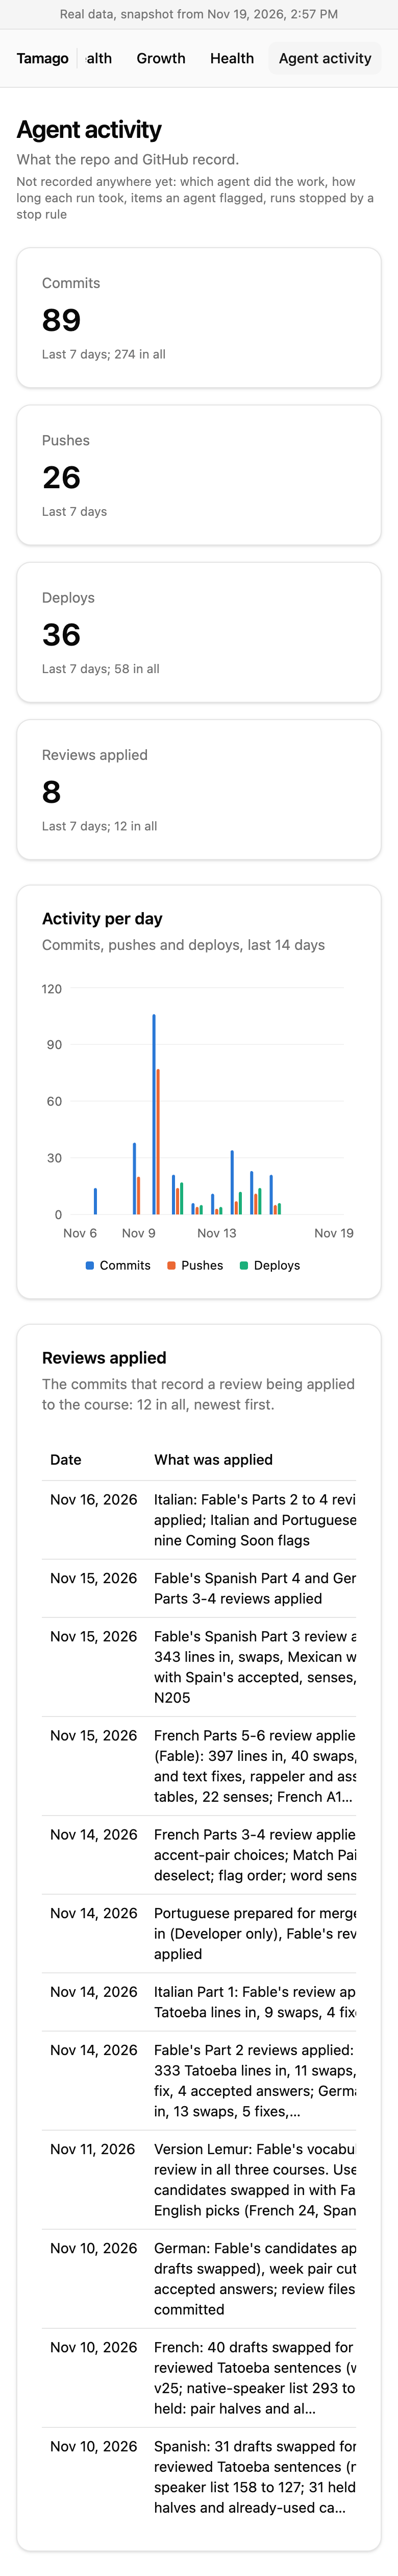 Real data, snapshot from Nov 19, 2026, 2:57 PM
Tamago alth Growth Health Agent activity
Agent activity
What the repo and GitHub record.
Not recorded anywhere yet: which agent did the work, how
long each run took, items an agent flagged, runs stopped by a
stop rule
Commits
89
Last 7 days; 274 in all
Pushes
26
Last 7 days
Deploys
36
Last 7 days; 58 in all
Reviews applied
8
Last 7 days; 12 in all
Activity per day
Commits, pushes and deploys, last 14 days
120
90
60
30
0
Nov 6 Nov 9 Nov 13 Nov 19
Commits Pushes Deploys
Reviews applied
The commits that record a review being applied
to the course: 12 in all, newest first.
Date What was applied
Nov 16, 2026 Italian: Fable's Parts 2 to 4 revi
applied; Italian and Portuguese
nine Coming Soon flags
Nov 15, 2026 Fable's Spanish Part 4 and Ger
Parts 3-4 reviews applied
Nov 15, 2026 Fable's Spanish Part 3 review a
343 lines in, swaps, Mexican w
with Spain's accepted, senses,
N205
Nov 15, 2026 French Parts 5-6 review applie
(Fable): 397 lines in, 40 swaps,
and text fixes, rappeler and ass
tables, 22 senses; French A1...
Nov 14, 2026 French Parts 3-4 review applie
accent-pair choices; Match Pai
deselect; flag order; word sens
Nov 14, 2026 Portuguese prepared for merge
in (Developer only), Fable's rev
applied
Nov 14, 2026 Italian Part 1: Fable's review ap
Tatoeba lines in, 9 swaps, 4 fix
Nov 14, 2026 Fable's Part 2 reviews applied:
333 Tatoeba lines in, 11 swaps,
fix, 4 accepted answers; Germa
in, 13 swaps, 5 fixes,...
Nov 11, 2026 Version Lemur: Fable's vocabu
review in all three courses. Use
candidates swapped in with Fa
English picks (French 24, Span
Nov 10, 2026 German: Fable's candidates ap
drafts swapped), week pair cut
accepted answers; review files
committed
Nov 10, 2026 French: 40 drafts swapped for
reviewed Tatoeba sentences (w
v25; native-speaker list 293 to
held: pair halves and al...
Nov 10, 2026 Spanish: 31 drafts swapped for
reviewed Tatoeba sentences (n
speaker list 158 to 127; 31 held
halves and already-used ca...